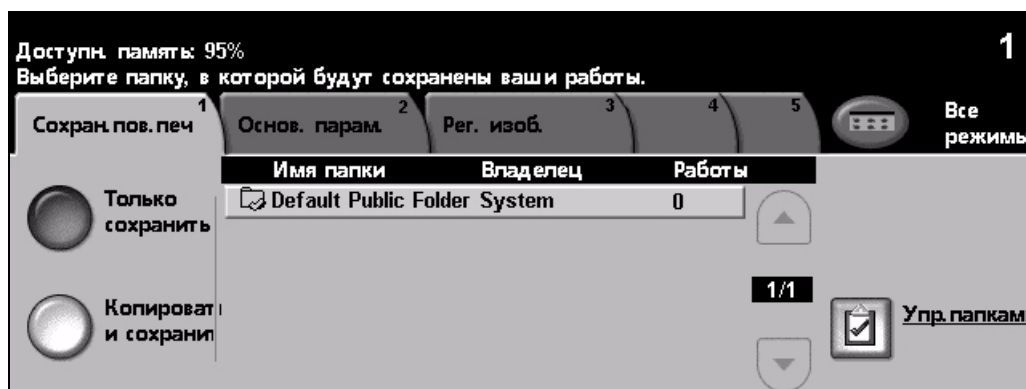 1
Доступн. память: 95%
Выберите папку, в которой будут сохранены ваши работы.
1
Сохран. пов. печ
2
Основ. парам.
3
Рег. изоб.
4
5
Все
режимы
Имя папки Владелец Работы
Default Public Folder System 0
Только
сохранить
1/1
Копироват
и сохранит
Упр. папкам